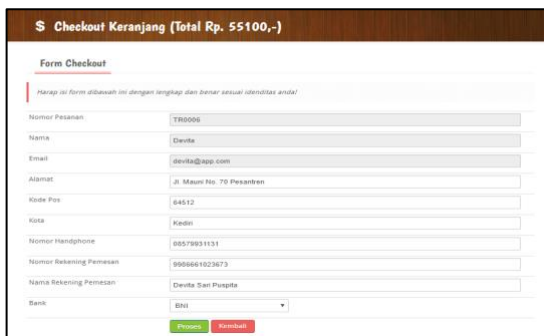 $ Checkout Keranjang (Total Rp. 55100,-)
Form Checkout
Harap isi form dibawah ini dengan lengkap dan benar sesuai idenditas anda!
Nomor Pesanan TR0006
Nama Devita
Email devita@app.com
Alamat Jl. Mauni No. 70 Pesantren
Kode Pos 64512
Kota Kediri
Nomor Handphone 08579931131
Nomor Rekening Pemesan 9986661023673
Nama Rekening Pemesan Devita Sari Puspita
Bank BNI
Proses Kembali